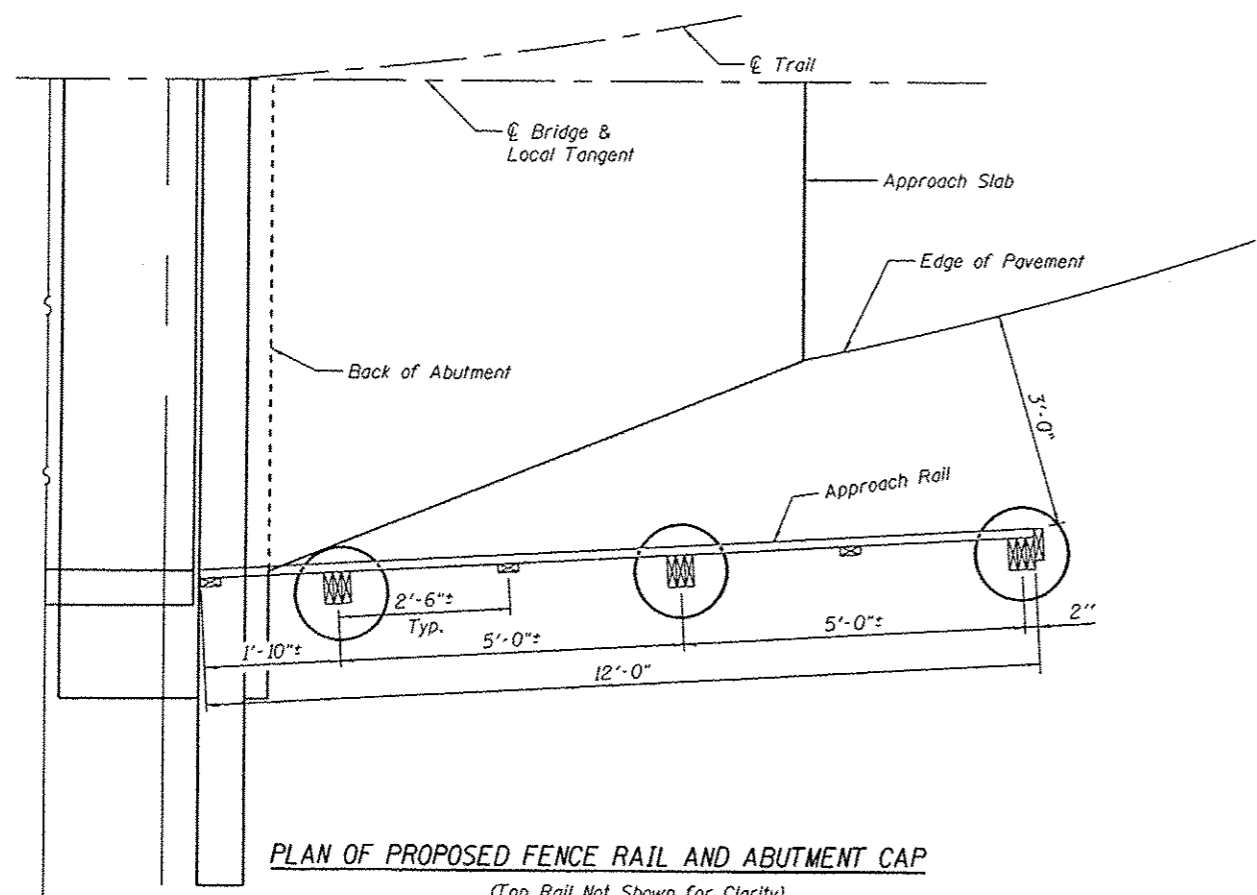 ℄ Trail
℄ Bridge &
Local Tangent
Approach Slab
Edge of Pavement
Back of Abutment
3'-0"
Approach Rail
2'-6"±
Typ.
1'-10"±
5'-0"±
5'-0"±
2"
12'-0"
PLAN OF PROPOSED FENCE RAIL AND ABUTMENT CAP
(Top Rail Not Shown for Clarity)